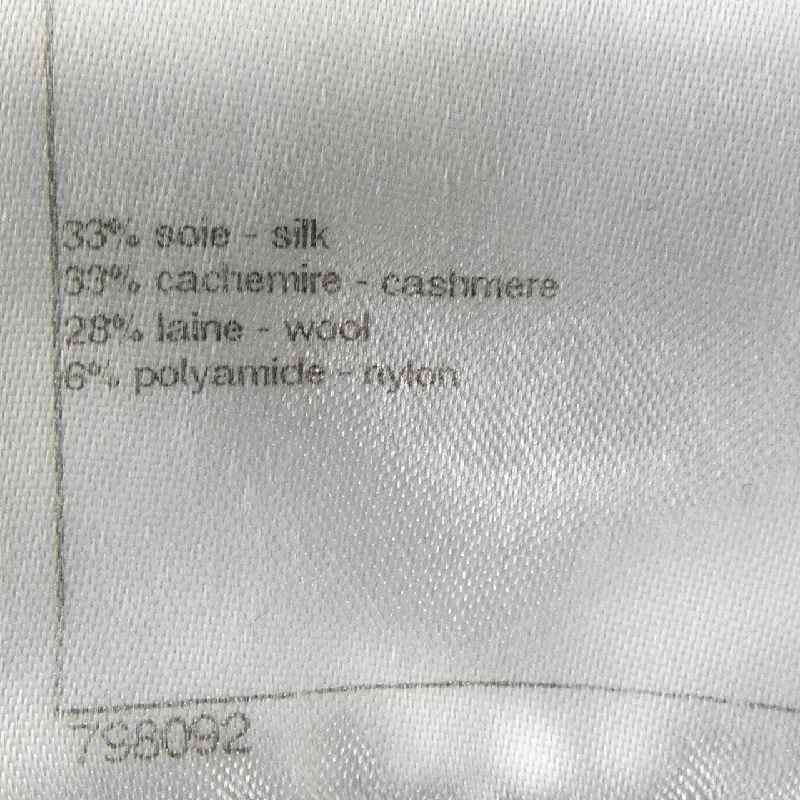 33% soie - silk
33% cachemire - cashmere
28% laine - wool
6% polyamide - nylon
798092